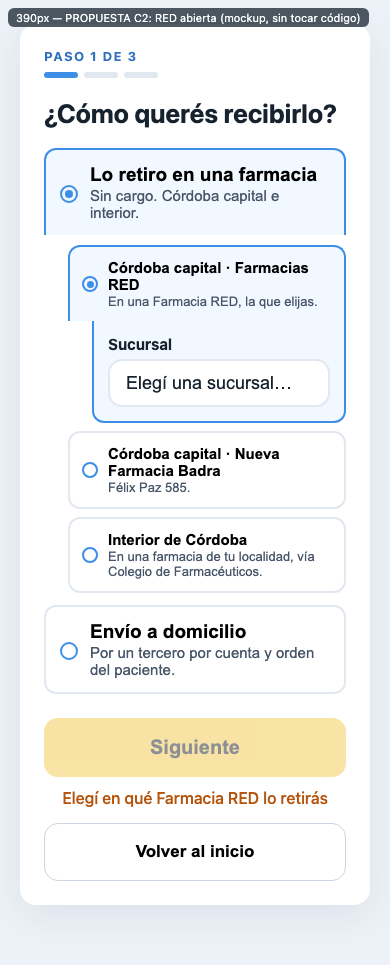 390px — PROPUESTA C2: RED abierta (mockup, sin tocar código)
PASO 1 DE 3
¿Cómo querés recibirlo?
Lo retiro en una farmacia
Sin cargo. Córdoba capital e
interior.
Córdoba capital · Farmacias
RED
En una Farmacia RED, la que elijas.
Sucursal
Elegí una sucursal...
Córdoba capital · Nueva
Farmacia Badra
Félix Paz 585.
Interior de Córdoba
En una farmacia de tu localidad, vía
Colegio de Farmacéuticos.
Envío a domicilio
Por un tercero por cuenta y orden
del paciente.
Siguiente
Elegí en qué Farmacia RED lo retirás
Volver al inicio